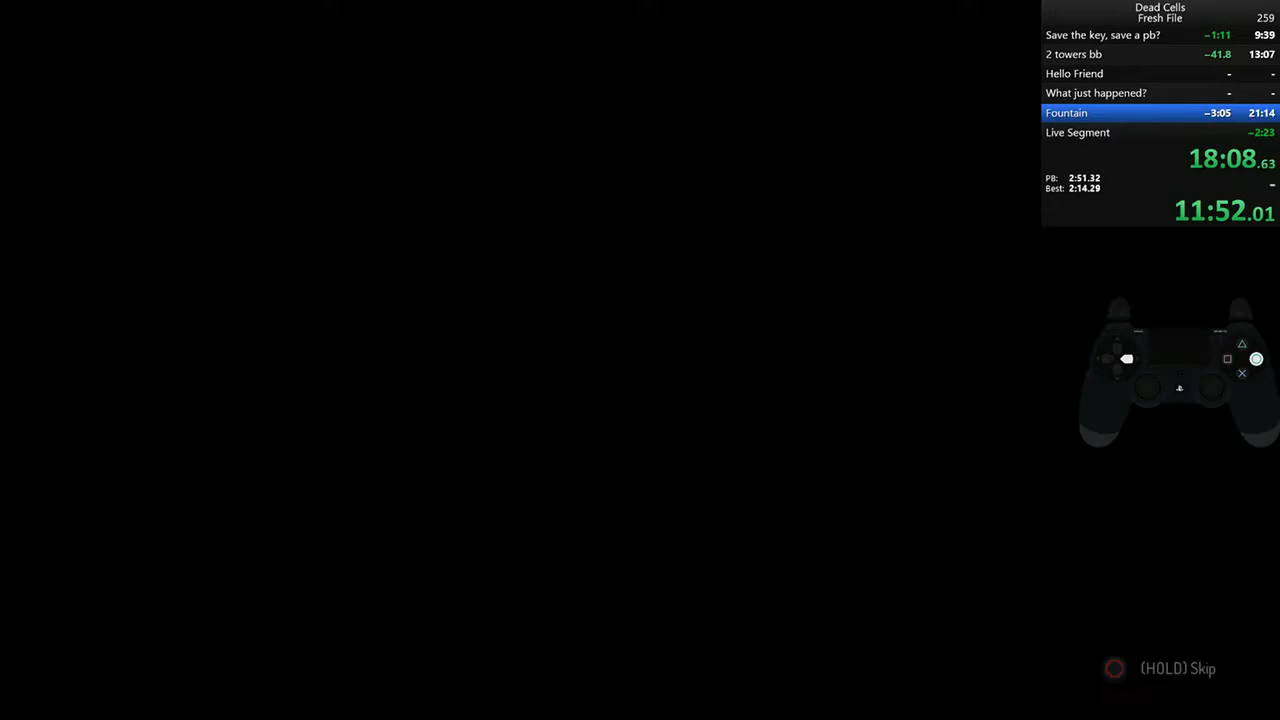 Dead Cells
Fresh File 259
Save the key, save a pb? −1:11 9:39
2 towers bb −41.8 13:07
Hello Friend - -
What just happened? - -
Fountain −3:05 21:14
Live Segment −2:23
18:08.63
PB: 2:51.32 -
Best: 2:14.29
11:52.01
(HOLD) Skip